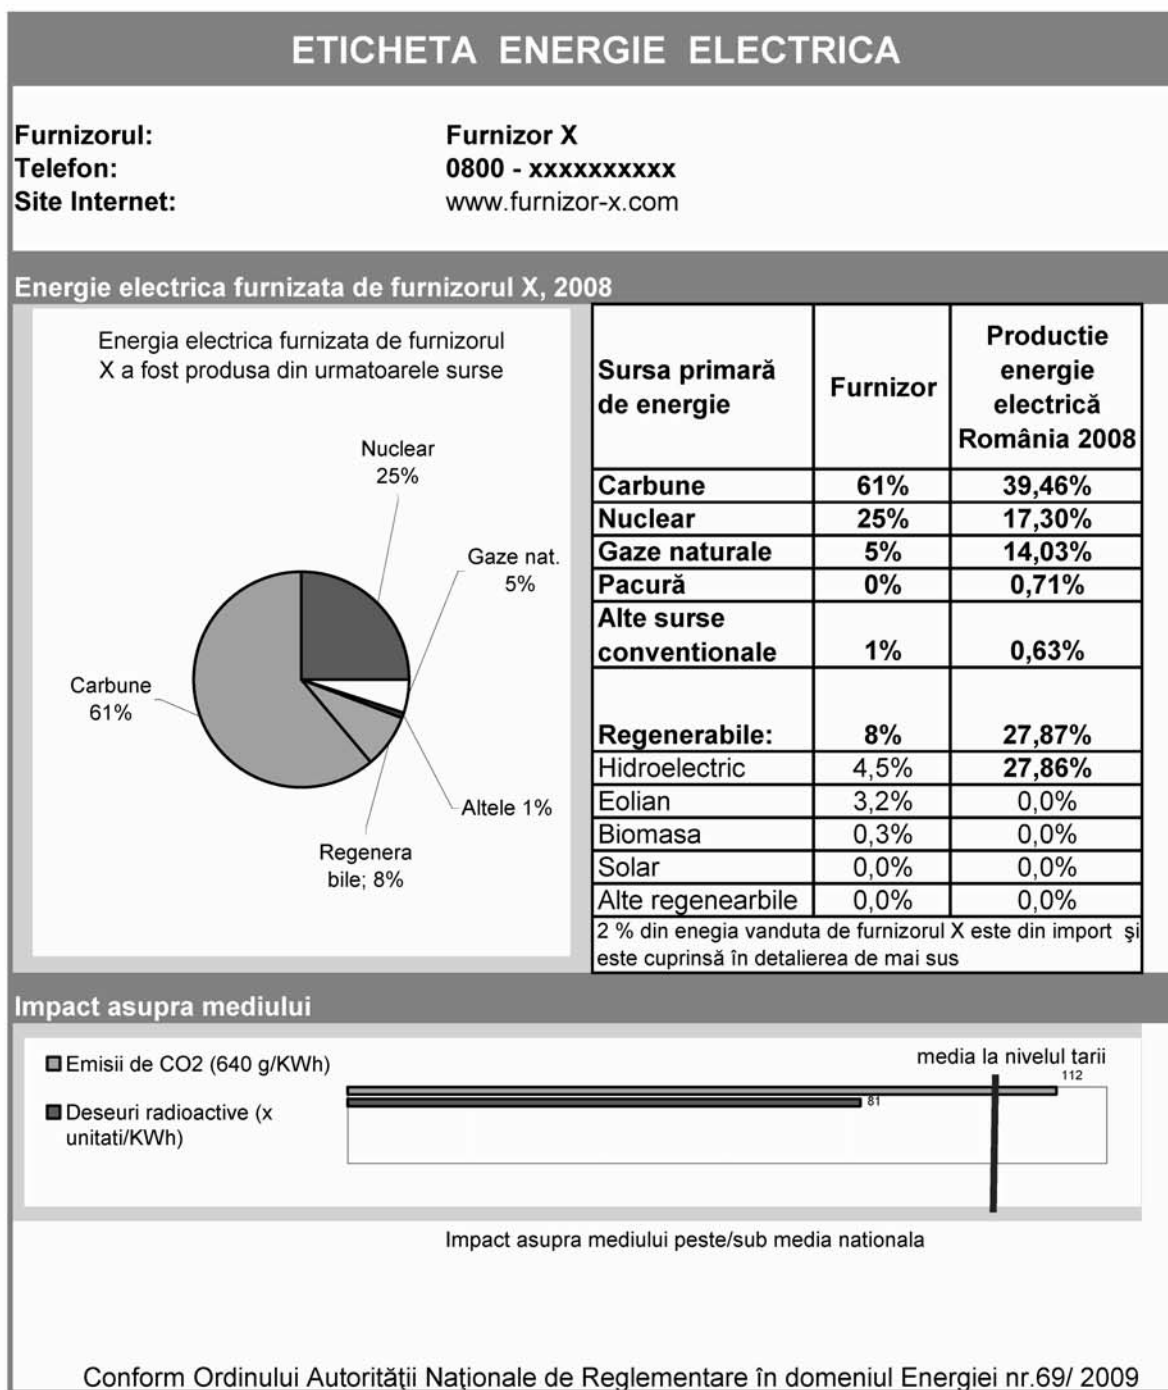 ETICHETA ENERGIE ELECTRICA
Furnizorul: Furnizor X
Telefon: 0800 - xxxxxxxxxx
Site Internet: www.furnizor-x.com
Energie electrica furnizata de furnizorul X, 2008
Energia electrica furnizata de furnizorul
X a fost produsa din urmatoarele surse
Nuclear
25%
Gaze nat.
5%
Carbune
61%
Altele 1%
Regenera
bile; 8%
Sursa primară
de energie
Furnizor
Productie
energie
electrică
România 2008
Carbune 61% 39,46%
Nuclear 25% 17,30%
Gaze naturale 5% 14,03%
Pacură 0% 0,71%
Alte surse
conventionale 1% 0,63%
Regenerabile: 8% 27,87%
Hidroelectric 4,5% 27,86%
Eolian 3,2% 0,0%
Biomasa 0,3% 0,0%
Solar 0,0% 0,0%
Alte regenearbile 0,0% 0,0%
2 % din enegia vanduta de furnizorul X este din import şi
este cuprinsă în detalierea de mai sus
Impact asupra mediului
Emisii de CO2 (640 g/KWh)
Deseuri radioactive (x
unitati/KWh)
media la nivelul tarii
112
81
Impact asupra mediului peste/sub media nationala
Conform Ordinului Autorităţii Naţionale de Reglementare în domeniul Energiei nr.69/ 2009